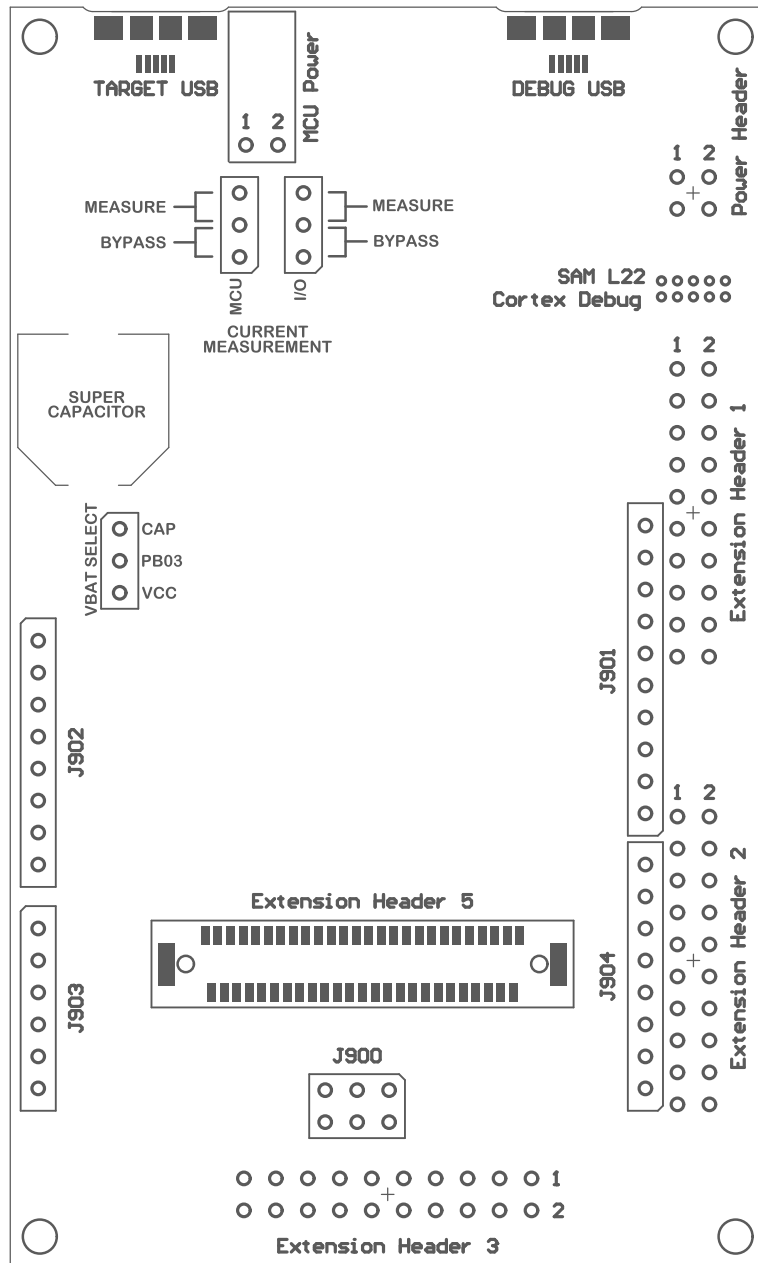 TARGET USB
DEBUG USB
MCU Power
1 2
Power Header
1 2
MEASURE
BYPASS
MEASURE
BYPASS
MCU
I/O
CURRENT
MEASUREMENT
SAM L22
Cortex Debug
1 2
Extension Header 1
SUPER
CAPACITOR
VBAT SELECT
CAP
PB03
VCC
J901
J902
1 2
Extension Header 2
Extension Header 5
J903
J904
J900
1
2
Extension Header 3